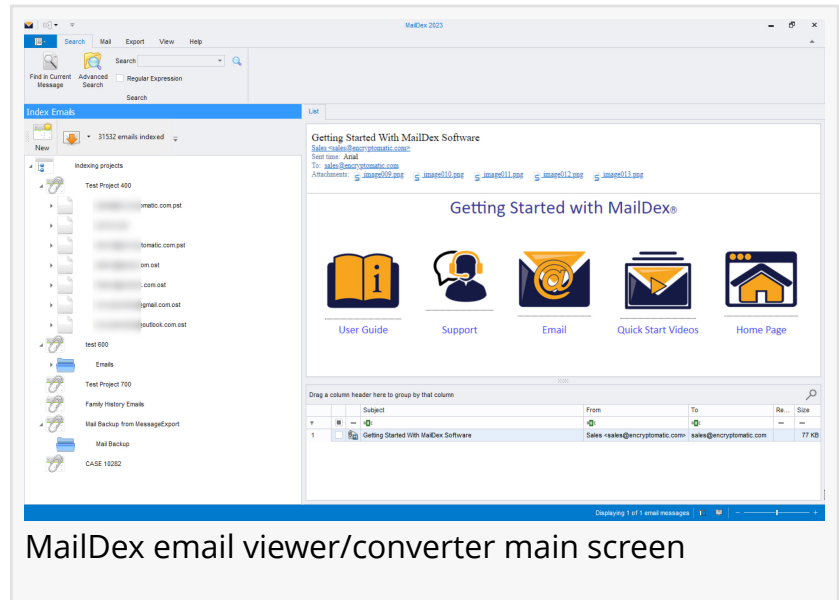 MailDex 2023
Search Mail Export View Help
Find in Current Message
Advanced Search
Search
Regular Expression
Search
Index Emails
New
31532 emails indexed
Indexing projects
Test Project 400
omatic.com.pst
tomatic.com.pst
om.ost
.com.ost
gmail.com.ost
outlook.com.ost
test 600
Emails
Test Project 700
Family History Emails
Mail Backup from MessageExport
Mail Backup
CASE 10282
List
Getting Started With MailDex Software
Sales <sales@encryptomatic.com>
Sent time: Arial
To: sales@encryptomatic.com
Attachments: image009.png image010.png image011.png image012.png image013.png
Getting Started with MailDex®
User Guide Support Email Quick Start Videos Home Page
Drag a column header here to group by that column
Subject From To Re... Size
1 Getting Started With MailDex Software Sales <sales@encryptomatic.com> sales@encryptomatic.com 77 KB
Displaying 1 of 1 email messages
MailDex email viewer/converter main screen